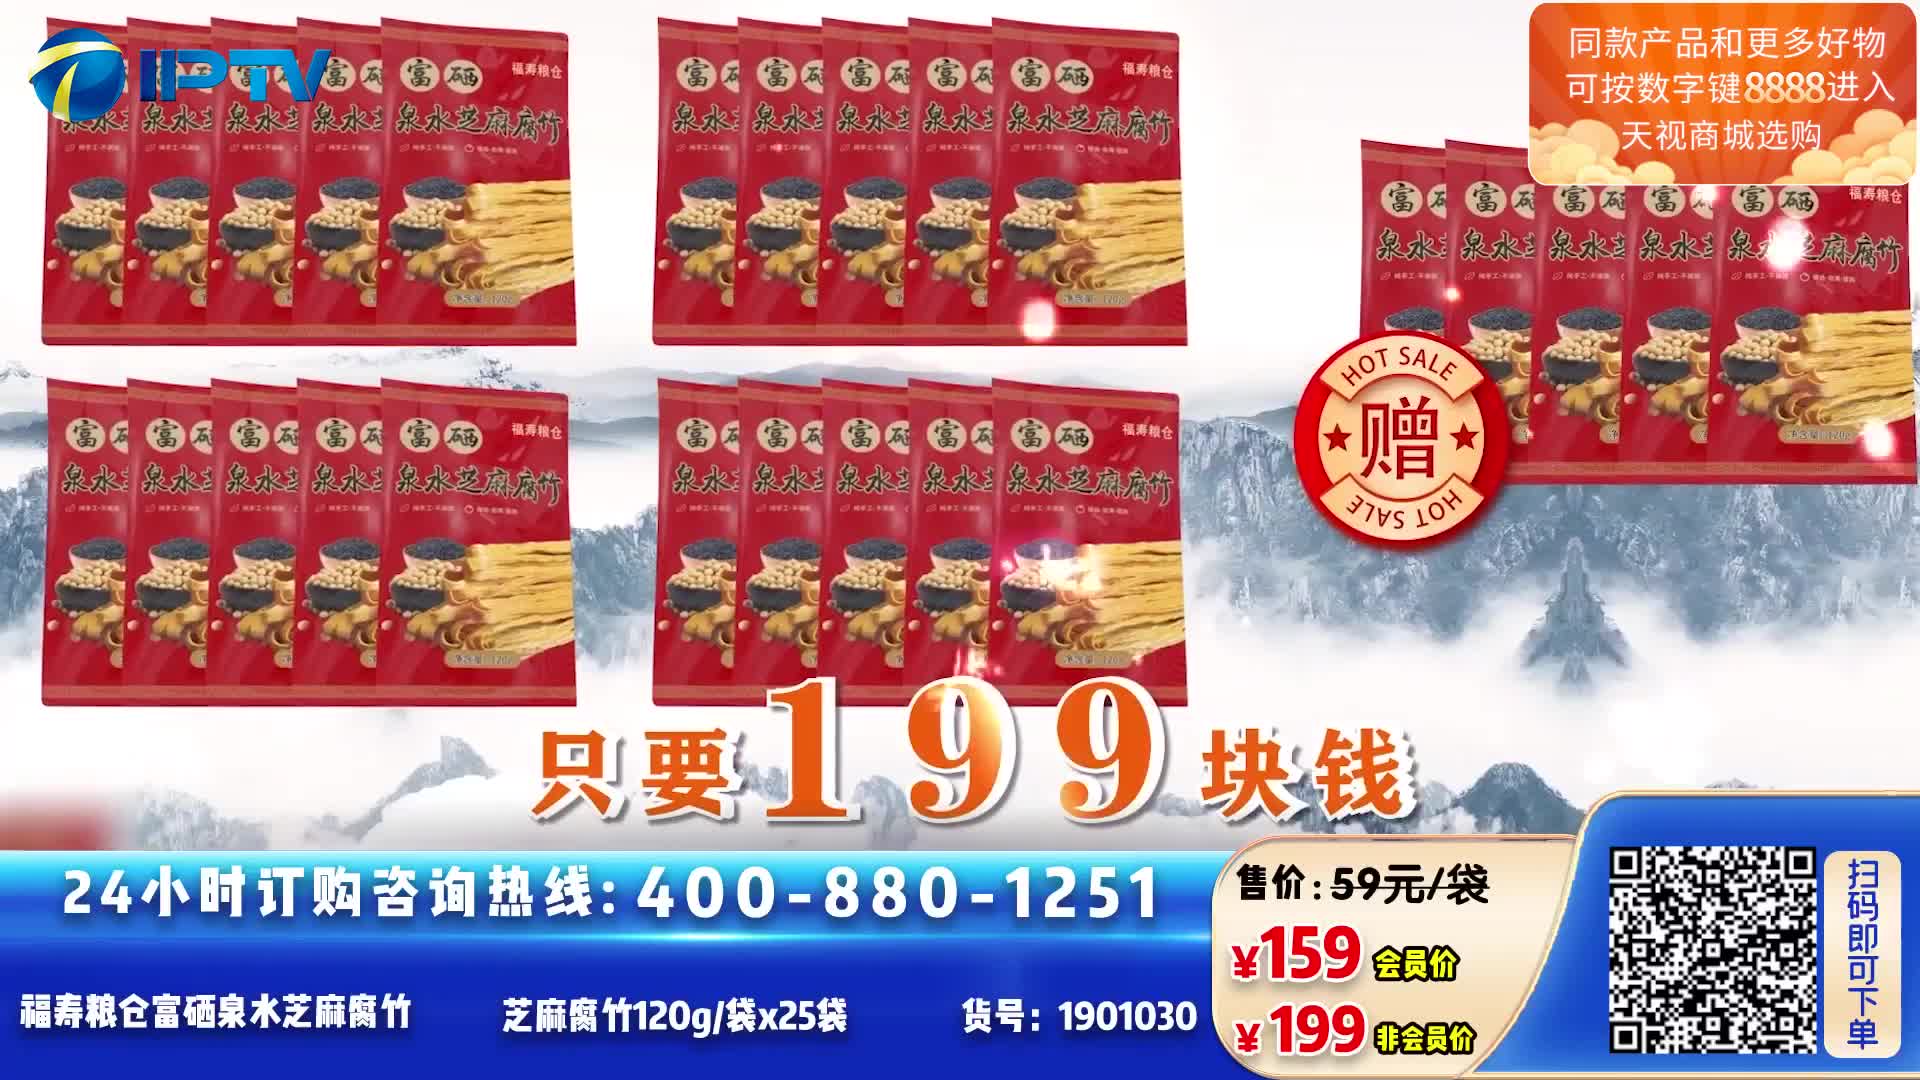 IPTV
同款产品和更多好物
可按数字键8888进入
天视商城选购
富硒
福寿粮仓
泉水芝麻腐竹
净含量:120g
HOT SALE
赠
HOT SALE
只要199块钱
24小时订购咨询热线:400-880-1251
福寿粮仓富硒泉水芝麻腐竹
芝麻腐竹120g/袋x25袋
货号：1901030
售价:59元/袋
¥159 会员价
¥199 非会员价
扫码即可下单